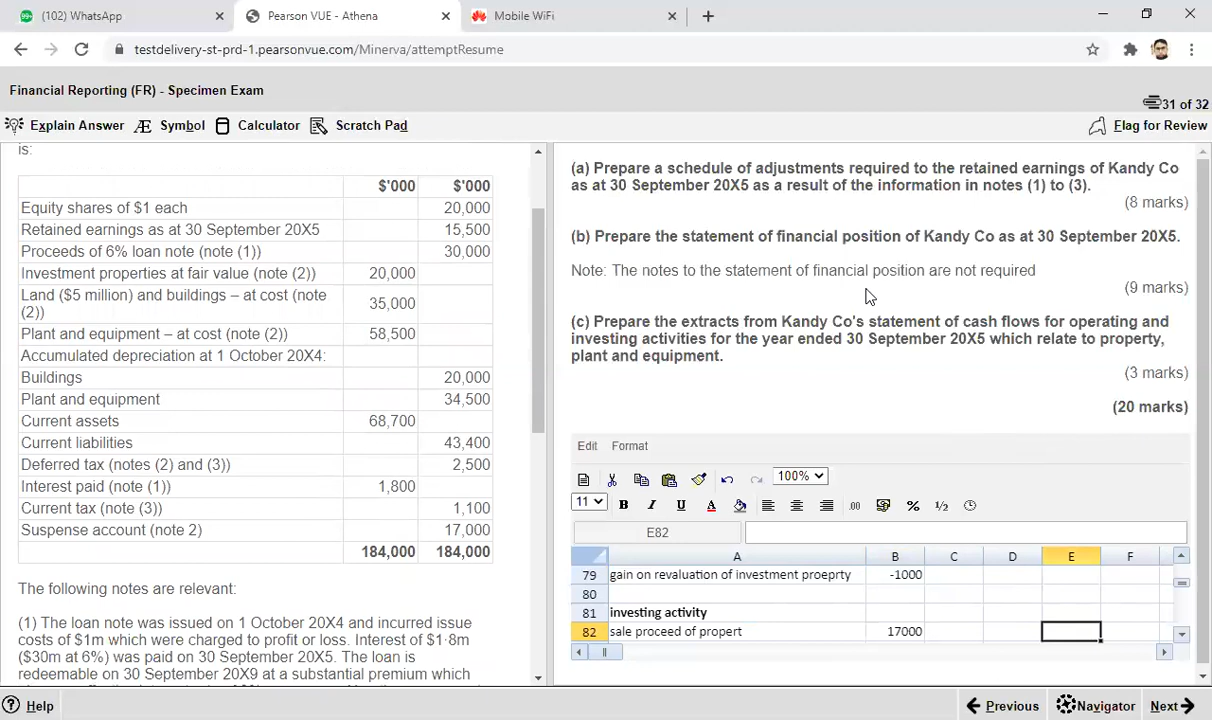 99+ (102) WhatsApp × Pearson VUE - Athena × Mobile WiFi × +
testdelivery-st-prd-1.pearsonvue.com/Minerva/attemptResume
Financial Reporting (FR) - Specimen Exam
31 of 32
Explain Answer Æ Symbol Calculator Scratch Pad
Flag for Review
is:
$'000 $'000
Equity shares of $1 each 20,000
Retained earnings as at 30 September 20X5 15,500
Proceeds of 6% loan note (note (1)) 30,000
Investment properties at fair value (note (2)) 20,000
Land ($5 million) and buildings – at cost (note
(2)) 35,000
Plant and equipment – at cost (note (2)) 58,500
Accumulated depreciation at 1 October 20X4:
Buildings 20,000
Plant and equipment 34,500
Current assets 68,700
Current liabilities 43,400
Deferred tax (notes (2) and (3)) 2,500
Interest paid (note (1)) 1,800
Current tax (note (3)) 1,100
Suspense account (note 2) 17,000
184,000 184,000
The following notes are relevant:
(1) The loan note was issued on 1 October 20X4 and incurred issue
costs of $1m which were charged to profit or loss. Interest of $1·8m
($30m at 6%) was paid on 30 September 20X5. The loan is
redeemable on 30 September 20X9 at a substantial premium which
(a) Prepare a schedule of adjustments required to the retained earnings of Kandy Co
as at 30 September 20X5 as a result of the information in notes (1) to (3).
(8 marks)
(b) Prepare the statement of financial position of Kandy Co as at 30 September 20X5.
Note: The notes to the statement of financial position are not required
(9 marks)
(c) Prepare the extracts from Kandy Co's statement of cash flows for operating and
investing activities for the year ended 30 September 20X5 which relate to property,
plant and equipment.
(3 marks)
(20 marks)
Edit Format
100%
11 B I U A .00 % 1/2
E82
A B C D E F
79 gain on revaluation of investment proeprty -1000
80
81 investing activity
82 sale proceed of propert 17000
Help
Previous Navigator Next